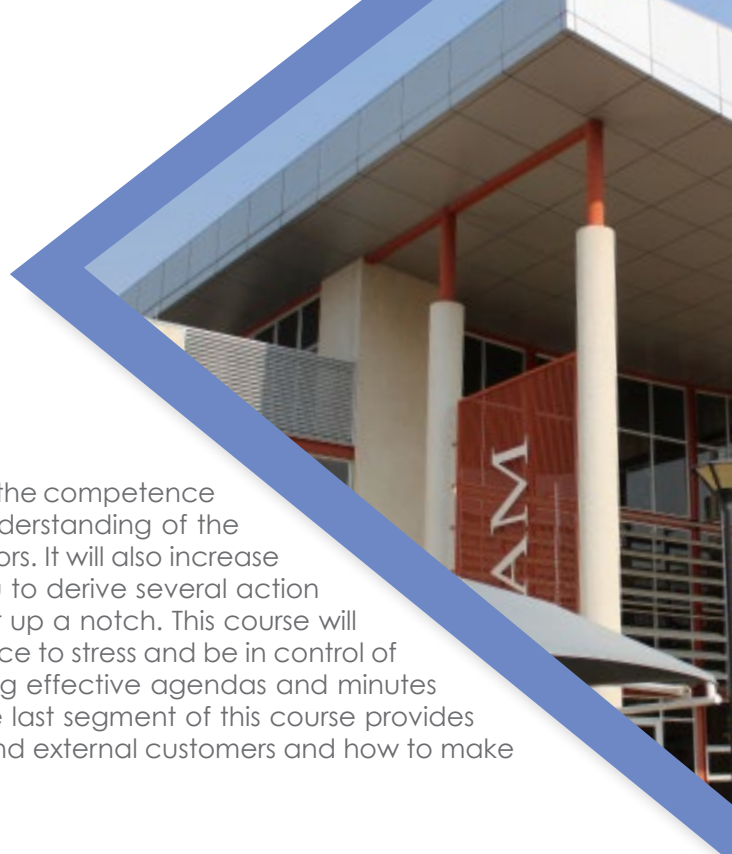 the competence
derstanding of the
ors. It will also increase
to derive several action
up a notch. This course will
ce to stress and be in control of
g effective agendas and minutes
last segment of this course provides
nd external customers and how to make
AM